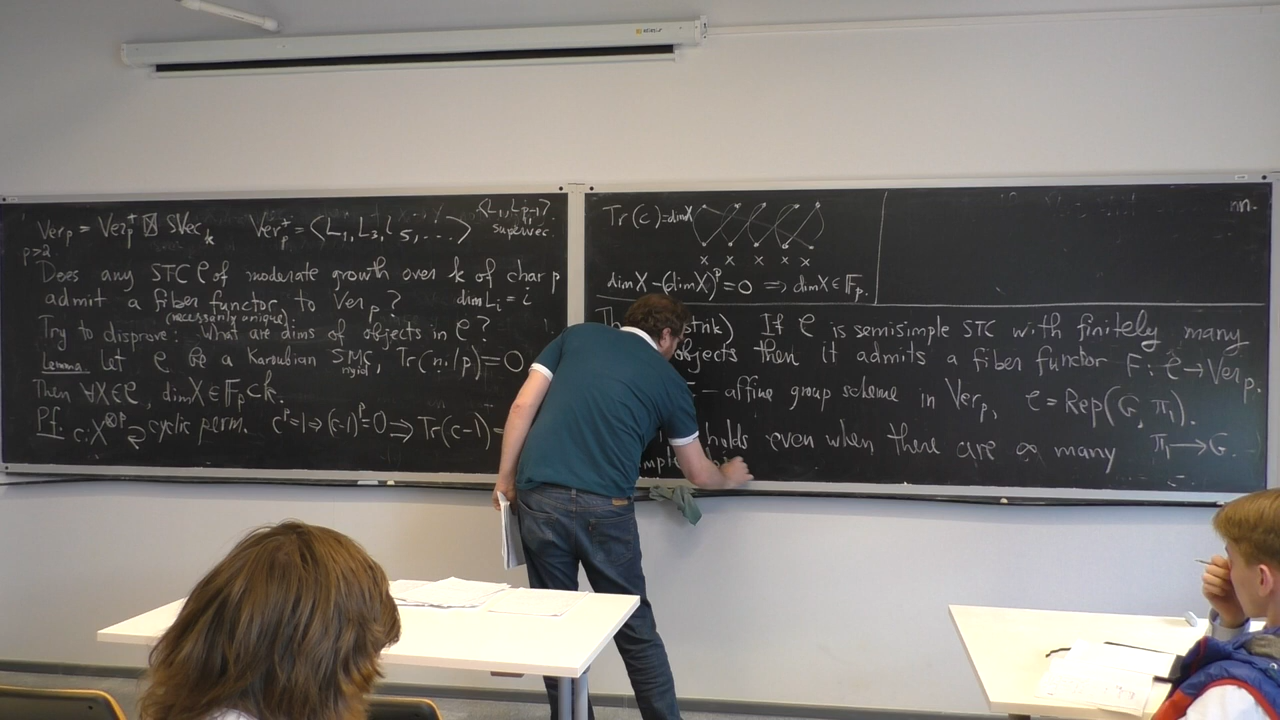 Ver_p = Ver_p^+ ⊠ SVec_k   Ver_p^+ = ⟨L_1, L_3, L_5, ...⟩   ⟨L_1, L_{p-1}⟩
supervec.
p>2
Does any STC 𝒞 of moderate growth over k of char p
admit a fiber functor to Ver_p?   dim L_i = i
(necessarily unique)
Try to disprove: what are dims of objects in 𝒞?
Lemma. Let 𝒞 be a Karoubian SMC, Tr(nilp)=0
rigid
Then ∀X∈𝒞, dim X ∈ F_p⊂k.
Pf. c: X^{⊗p} cyclic perm. c^p=1 ⇒ (c-1)^p=0 ⇒ Tr(c-1)=
Tr(c)=dim X
x x x x x
dim X - (dim X)^p = 0 ⇒ dim X ∈ F_p.
nn.
If 𝒞 is semisimple STC with finitely many
objects then it admits a fiber functor F: 𝒞→Ver_p.
- affine group scheme in Ver_p, 𝒞=Rep(G, π_1).
holds even when there are ∞ many   π_1→G.